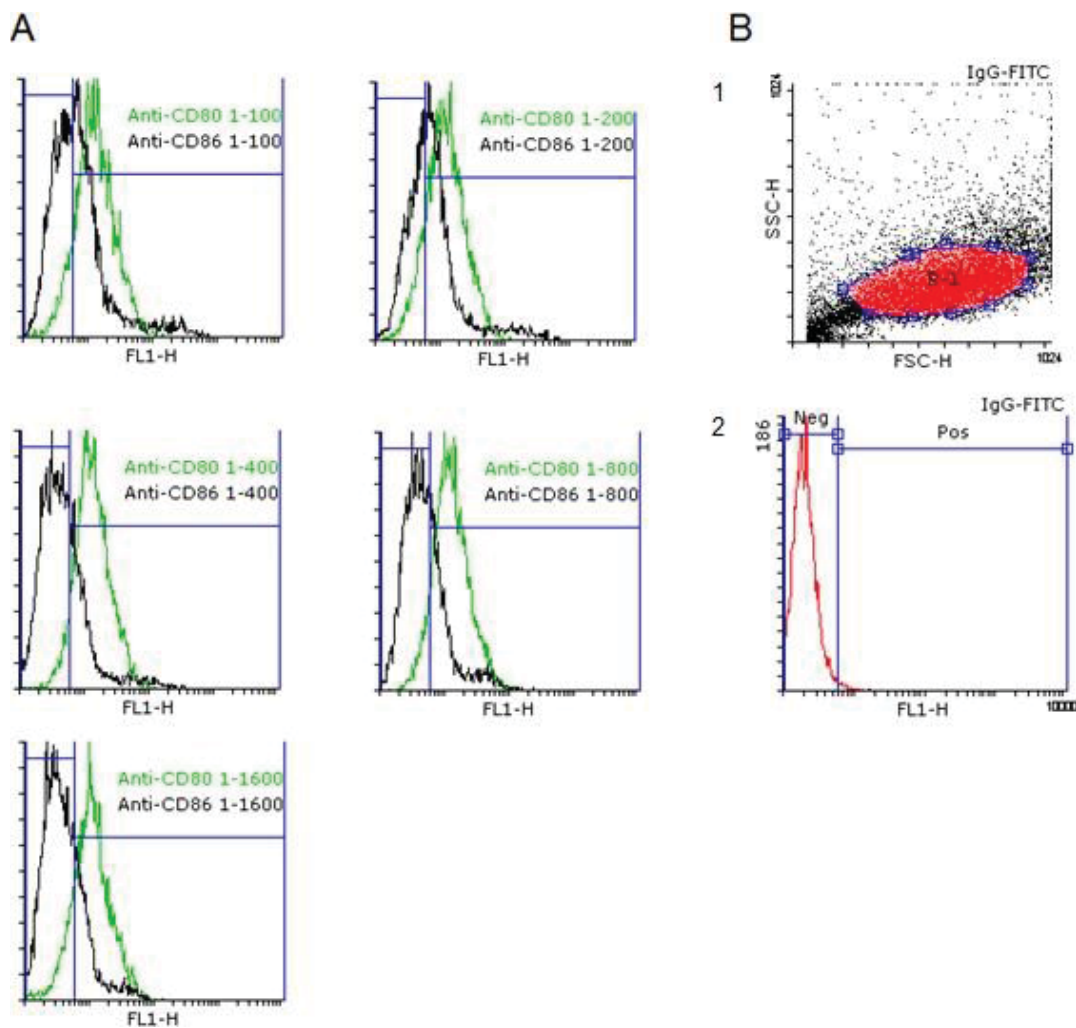 A
Anti-CD80 1-100
Anti-CD86 1-100
FL1-H
Anti-CD80 1-200
Anti-CD86 1-200
FL1-H
Anti-CD80 1-400
Anti-CD86 1-400
FL1-H
Anti-CD80 1-800
Anti-CD86 1-800
FL1-H
Anti-CD80 1-1600
Anti-CD86 1-1600
FL1-H
B
1
IgG-FITC
1024
SSC-H
FSC-H
1024
2
IgG-FITC
Neg
Pos
186
FL1-H